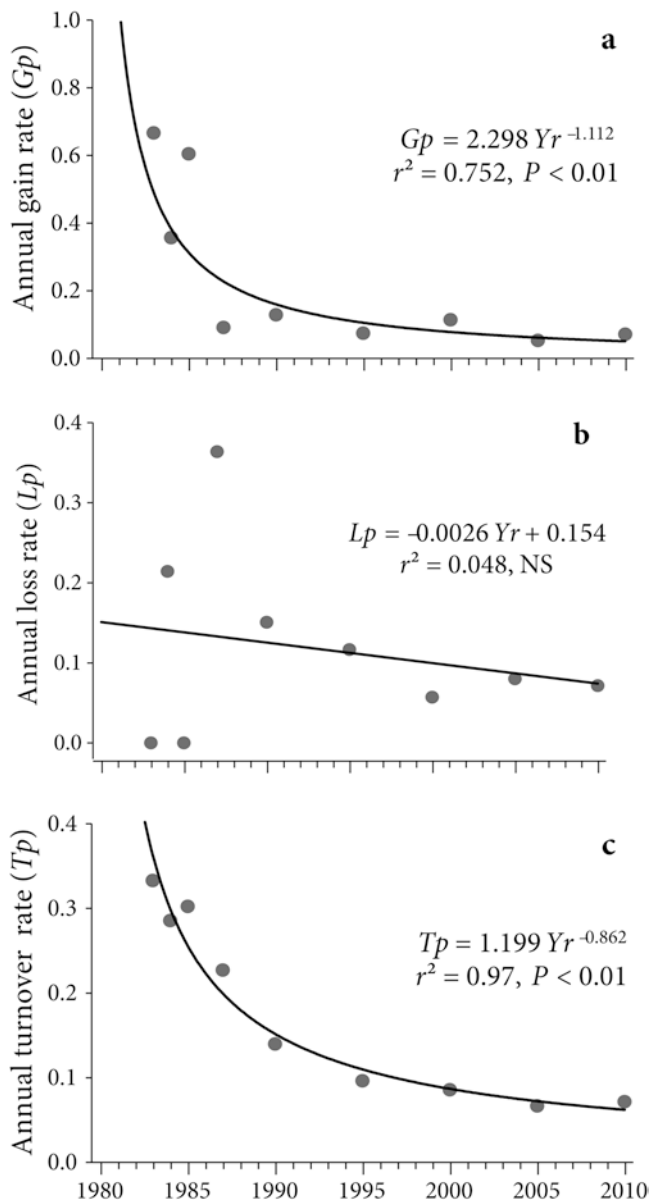 a
1.0
0.8
0.6
0.4
0.2
0.0
Annual gain rate (Gp)
Gp = 2.298 Yr ⁻¹·¹¹²
r² = 0.752, P < 0.01
b
0.4
0.3
0.2
0.1
0.0
Annual loss rate (Lp)
Lp = -0.0026 Yr + 0.154
r² = 0.048, NS
c
0.4
0.3
0.2
0.1
0.0
Annual turnover rate (Tp)
Tp = 1.199 Yr ⁻⁰·⁸⁶²
r² = 0.97, P < 0.01
1980 1985 1990 1995 2000 2005 2010